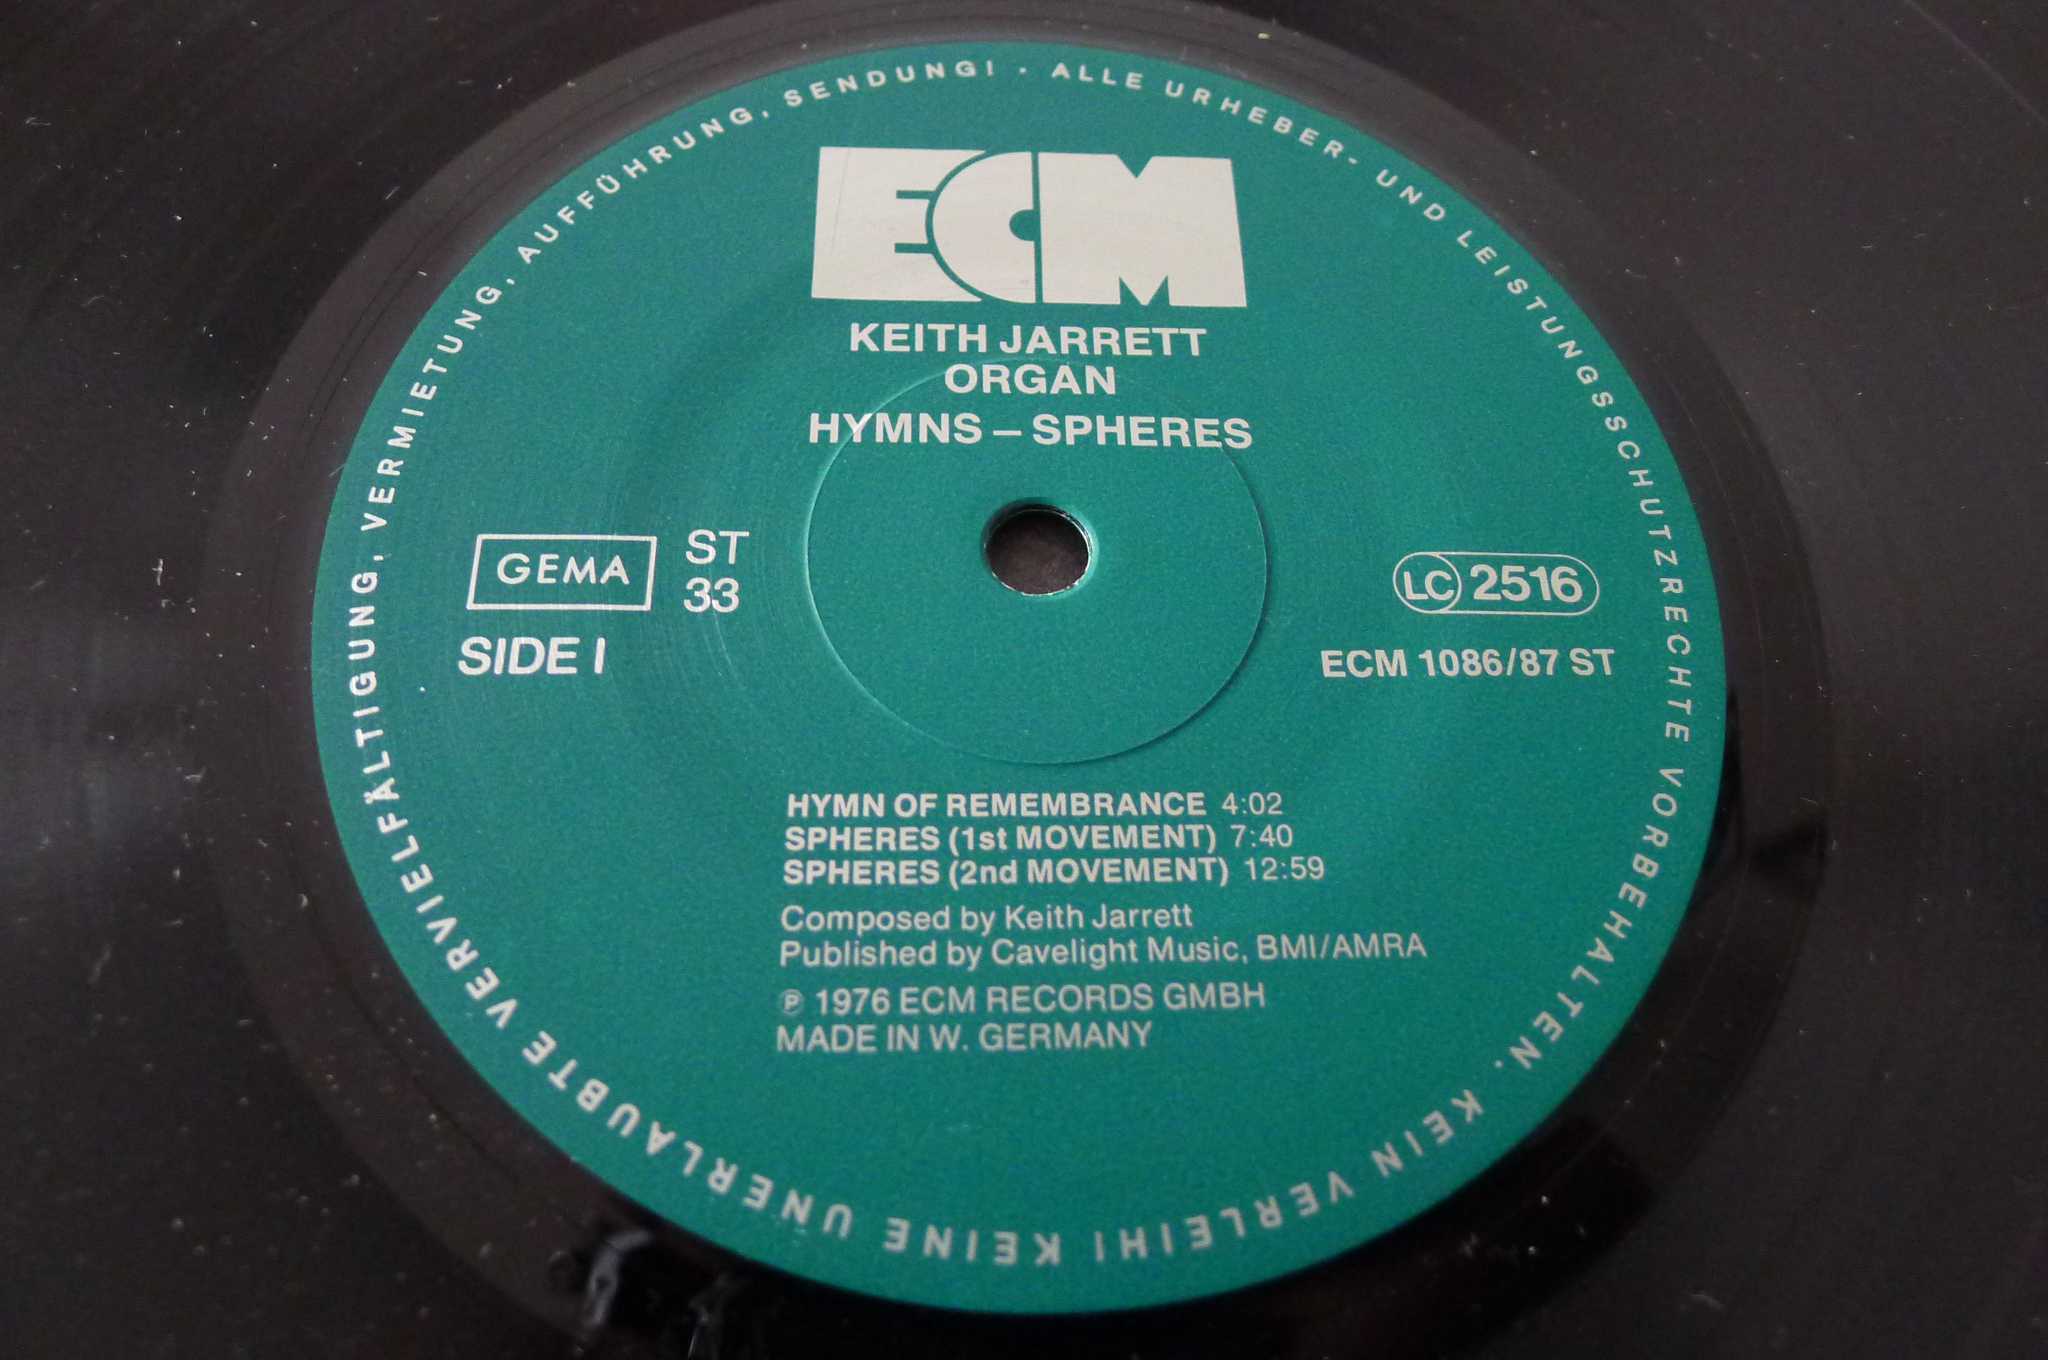 ECM
KEITH JARRETT
ORGAN
HYMNS – SPHERES
GEMA
ST
33
SIDE I
LC 2516
ECM 1086/87 ST
HYMN OF REMEMBRANCE 4:02
SPHERES (1st MOVEMENT) 7:40
SPHERES (2nd MOVEMENT) 12:59
Composed by Keith Jarrett
Published by Cavelight Music, BMI/AMRA
℗ 1976 ECM RECORDS GMBH
MADE IN W. GERMANY
ALLE URHEBER- UND LEISTUNGSSCHUTZRECHTE VORBEHALTEN. KEIN VERLEIH! KEINE UNERLAUBTE VERVIELFÄLTIGUNG, VERMIETUNG, AUFFÜHRUNG, SENDUNG! ·